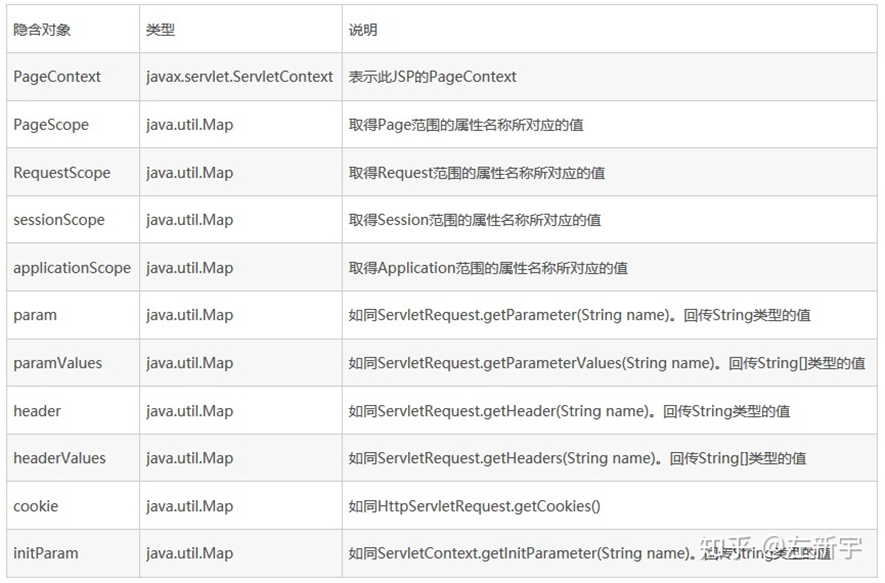 隐含对象 类型 说明
PageContext javax.servlet.ServletContext 表示此JSP的PageContext
PageScope java.util.Map 取得Page范围的属性名称所对应的值
RequestScope java.util.Map 取得Request范围的属性名称所对应的值
sessionScope java.util.Map 取得Session范围的属性名称所对应的值
applicationScope java.util.Map 取得Application范围的属性名称所对应的值
param java.util.Map 如同ServletRequest.getParameter(String name)。回传String类型的值
paramValues java.util.Map 如同ServletRequest.getParameterValues(String name)。回传String[]类型的值
header java.util.Map 如同ServletRequest.getHeader(String name)。回传String类型的值
headerValues java.util.Map 如同ServletRequest.getHeaders(String name)。回传String[]类型的值
cookie java.util.Map 如同HttpServletRequest.getCookies()
initParam java.util.Map 如同ServletContext.getInitParameter(String name)。回传String类型的值
知乎 @左新宇